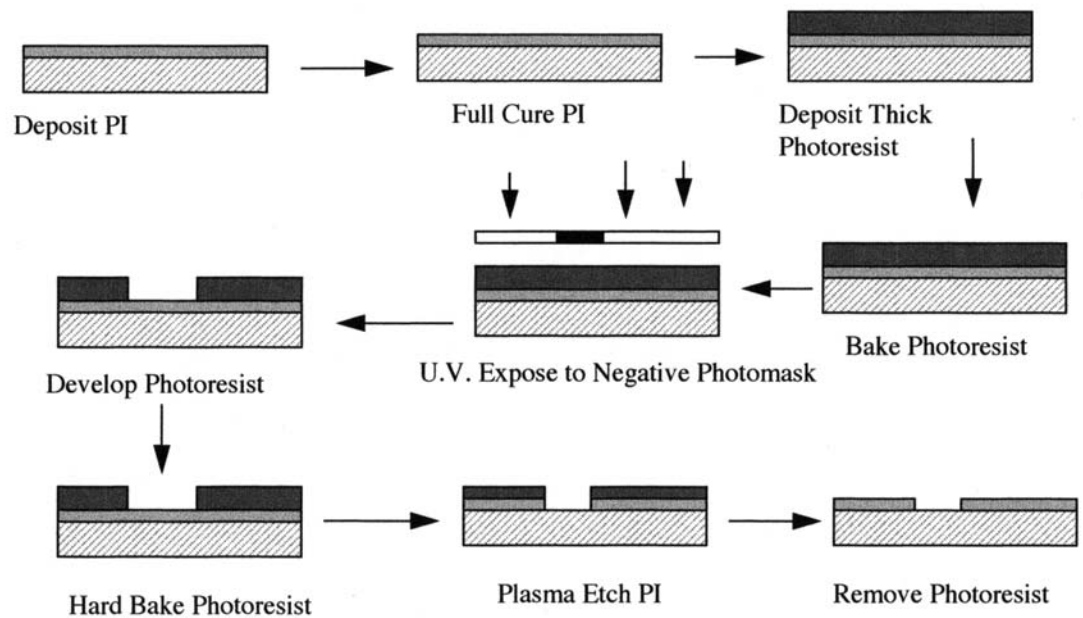 Deposit PI
Full Cure PI
Deposit Thick
Photoresist
Bake Photoresist
U.V. Expose to Negative Photomask
Develop Photoresist
Hard Bake Photoresist
Plasma Etch PI
Remove Photoresist